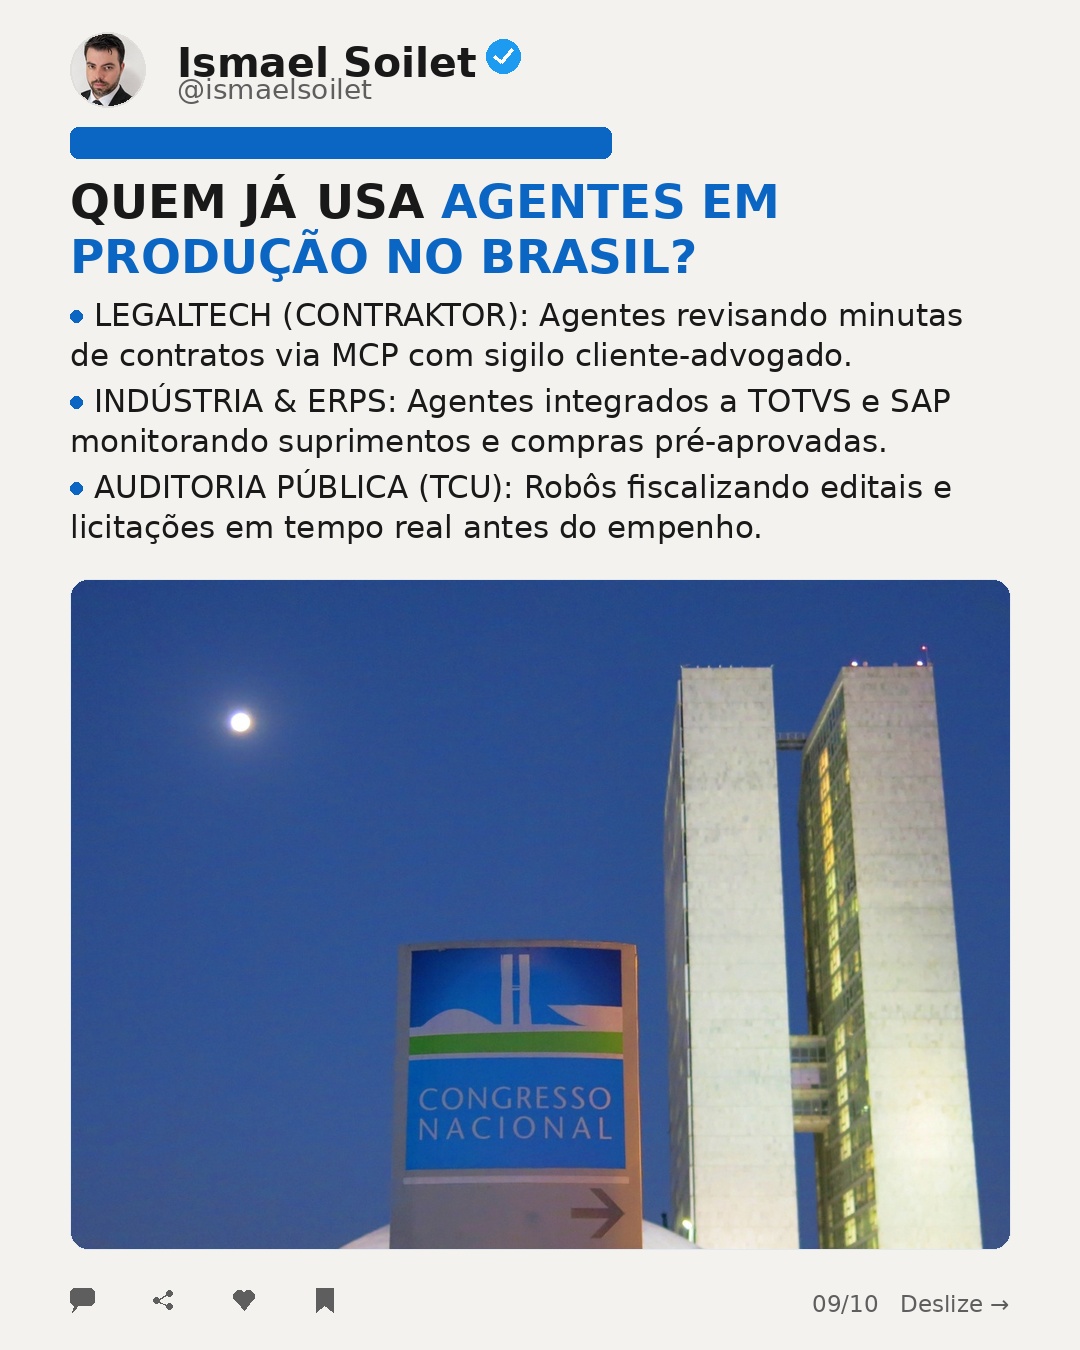 Ismael Soilet
@ismaelsoilet
QUEM JÁ USA AGENTES EM
PRODUÇÃO NO BRASIL?
• LEGALTECH (CONTRAKTOR): Agentes revisando minutas
de contratos via MCP com sigilo cliente-advogado.
• INDÚSTRIA & ERPS: Agentes integrados a TOTVS e SAP
monitorando suprimentos e compras pré-aprovadas.
• AUDITORIA PÚBLICA (TCU): Robôs fiscalizando editais e
licitações em tempo real antes do empenho.
CONGRESSO
NACIONAL
09/10 Deslize →